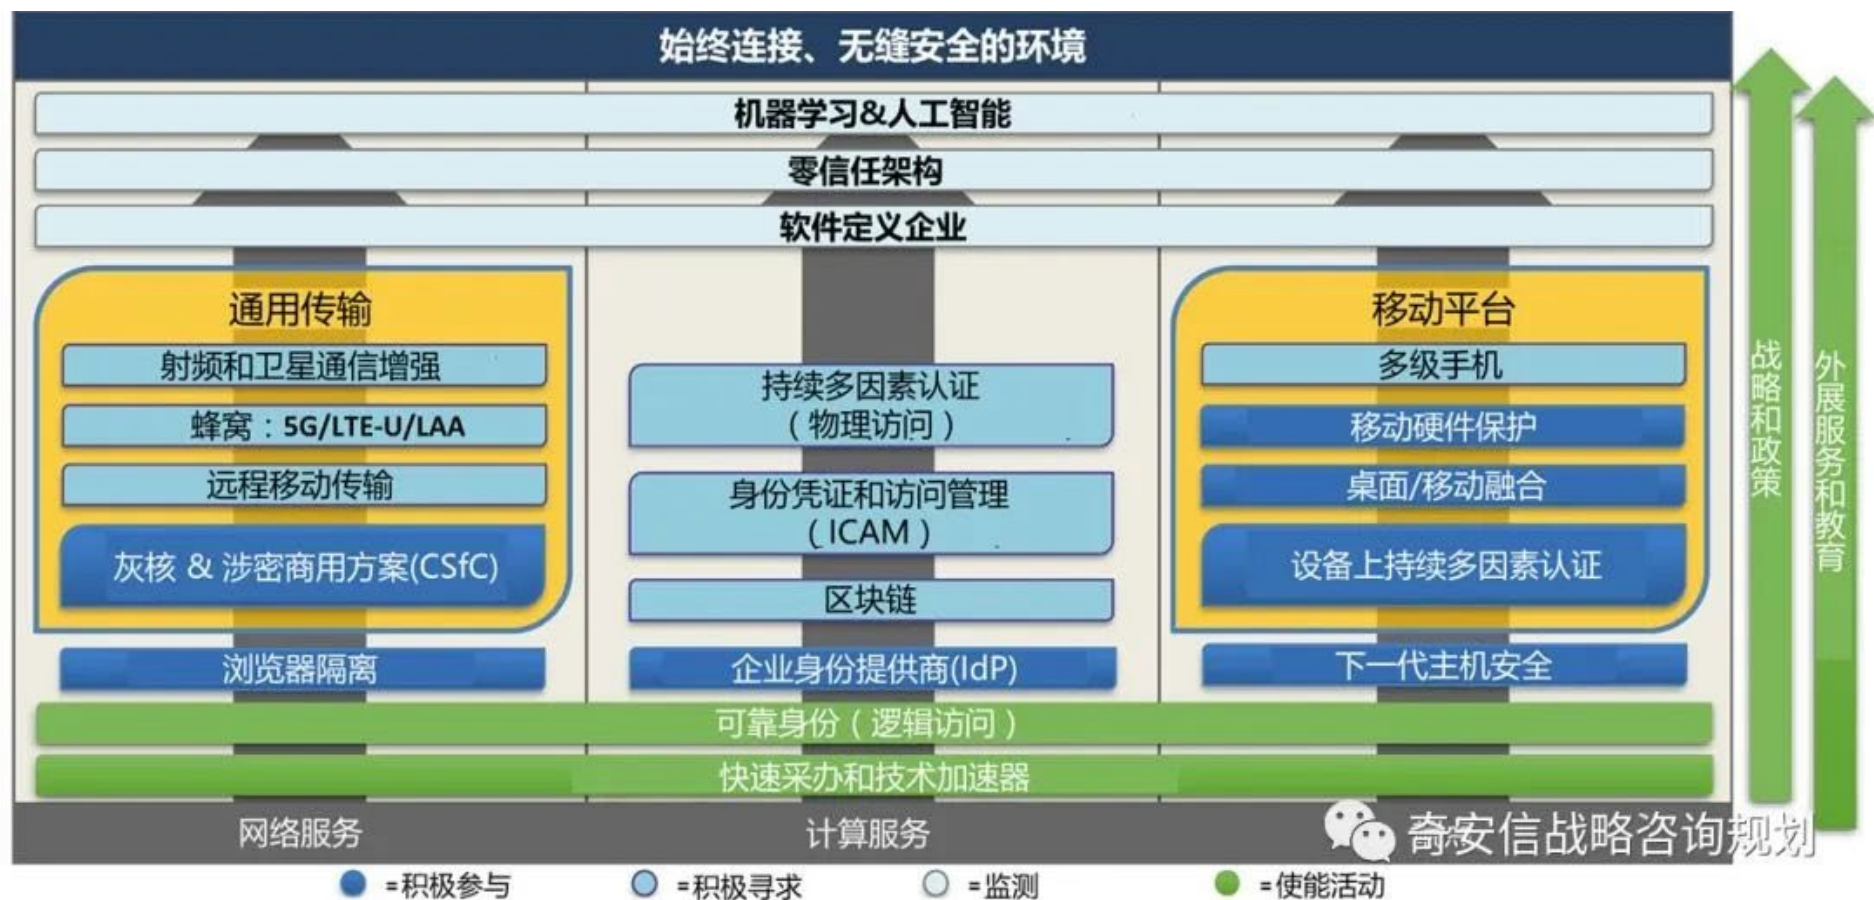 始终连接、无缝安全的环境
机器学习&人工智能
零信任架构
软件定义企业
通用传输
射频和卫星通信增强
蜂窝：5G/LTE-U/LAA
远程移动传输
灰核 & 涉密商用方案(CSfC)
浏览器隔离
持续多因素认证
（物理访问）
身份凭证和访问管理
（ICAM）
区块链
企业身份提供商(IdP)
移动平台
多级手机
移动硬件保护
桌面/移动融合
设备上持续多因素认证
下一代主机安全
可靠身份（逻辑访问）
快速采办和技术加速器
网络服务
计算服务
奇安信战略咨询规划
战略和政策
外展服务和教育
=积极参与
=积极寻求
=监测
=使能活动